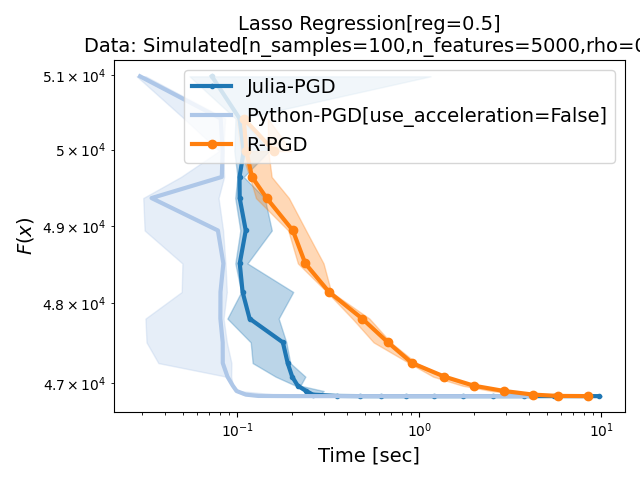 Lasso Regression[reg=0.5]
Data: Simulated[n_samples=100,n_features=5000,rho=0
5.1 × 10⁴
5 × 10⁴
4.9 × 10⁴
4.8 × 10⁴
4.7 × 10⁴
F(x)
Julia-PGD
Python-PGD[use_acceleration=False]
R-PGD
10⁻¹
10⁰
10¹
Time [sec]